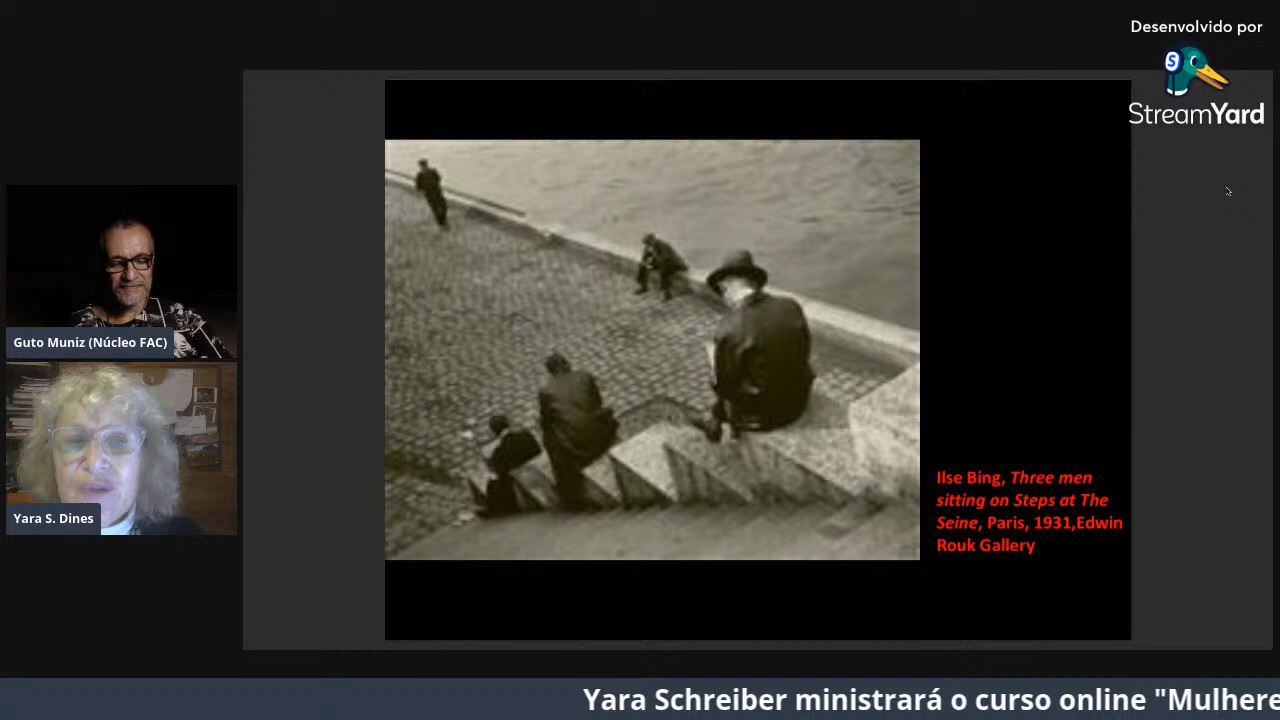 Desenvolvido por
StreamYard
Guto Muniz (Núcleo FAC)
Yara S. Dines
Ilse Bing, Three men
sitting on Steps at The
Seine, Paris, 1931,Edwin
Rouk Gallery
Yara Schreiber ministrará o curso online "Mulhere